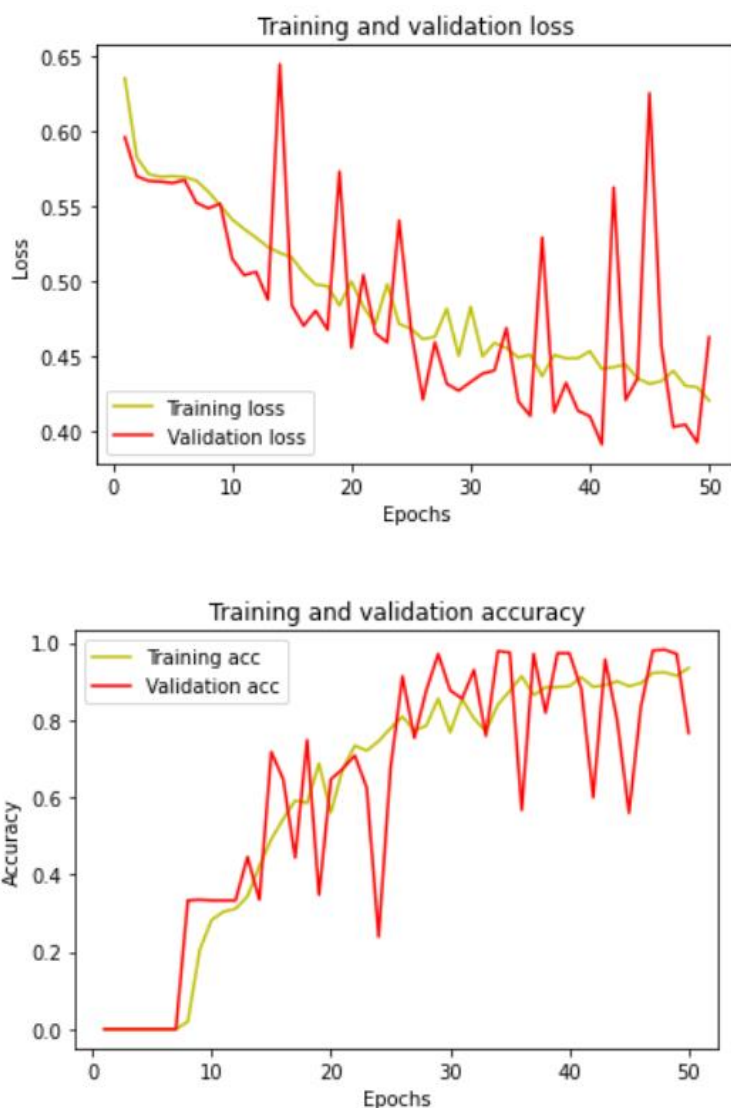 Training and validation loss
0.65
0.60
0.55
0.50
0.45
0.40
Loss
Training loss
Validation loss
0 10 20 30 40 50
Epochs
Training and validation accuracy
1.0
0.8
0.6
0.4
0.2
0.0
Accuracy
Training acc
Validation acc
0 10 20 30 40 50
Epochs